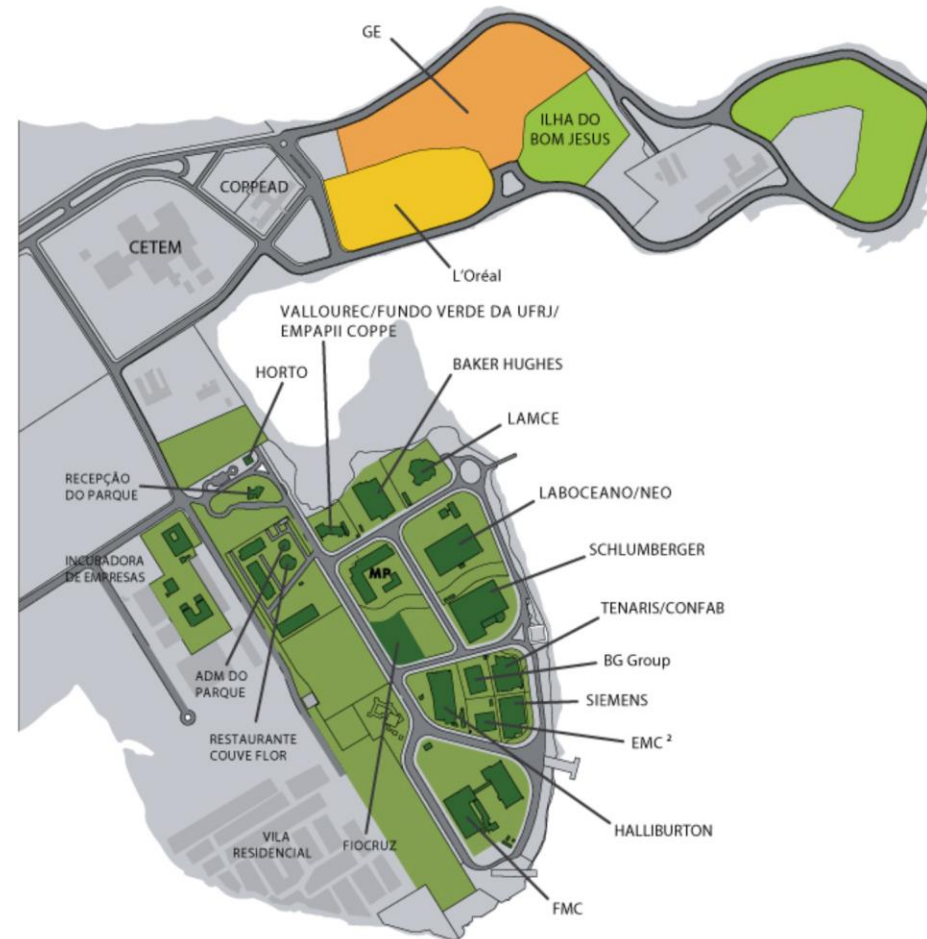 GE
ILHA DO
BOM JESUS
COPPEAD
CETEM
L'Oréal
VALLOUREC/FUNDO VERDE DA UFRJ/
EMPAPII COPPE
BAKER HUGHES
HORTO
LAMCE
RECEPÇÃO
DO PARQUE
LABOCEANO/NEO
SCHLUMBERGER
INCUBADORA
DE EMPRESAS
MP
TENARIS/CONFAB
BG Group
ADM DO
PARQUE
SIEMENS
RESTAURANTE
COUVE FLOR
EMC ²
VILA
RESIDENCIAL
FIOCRUZ
HALLIBURTON
FMC